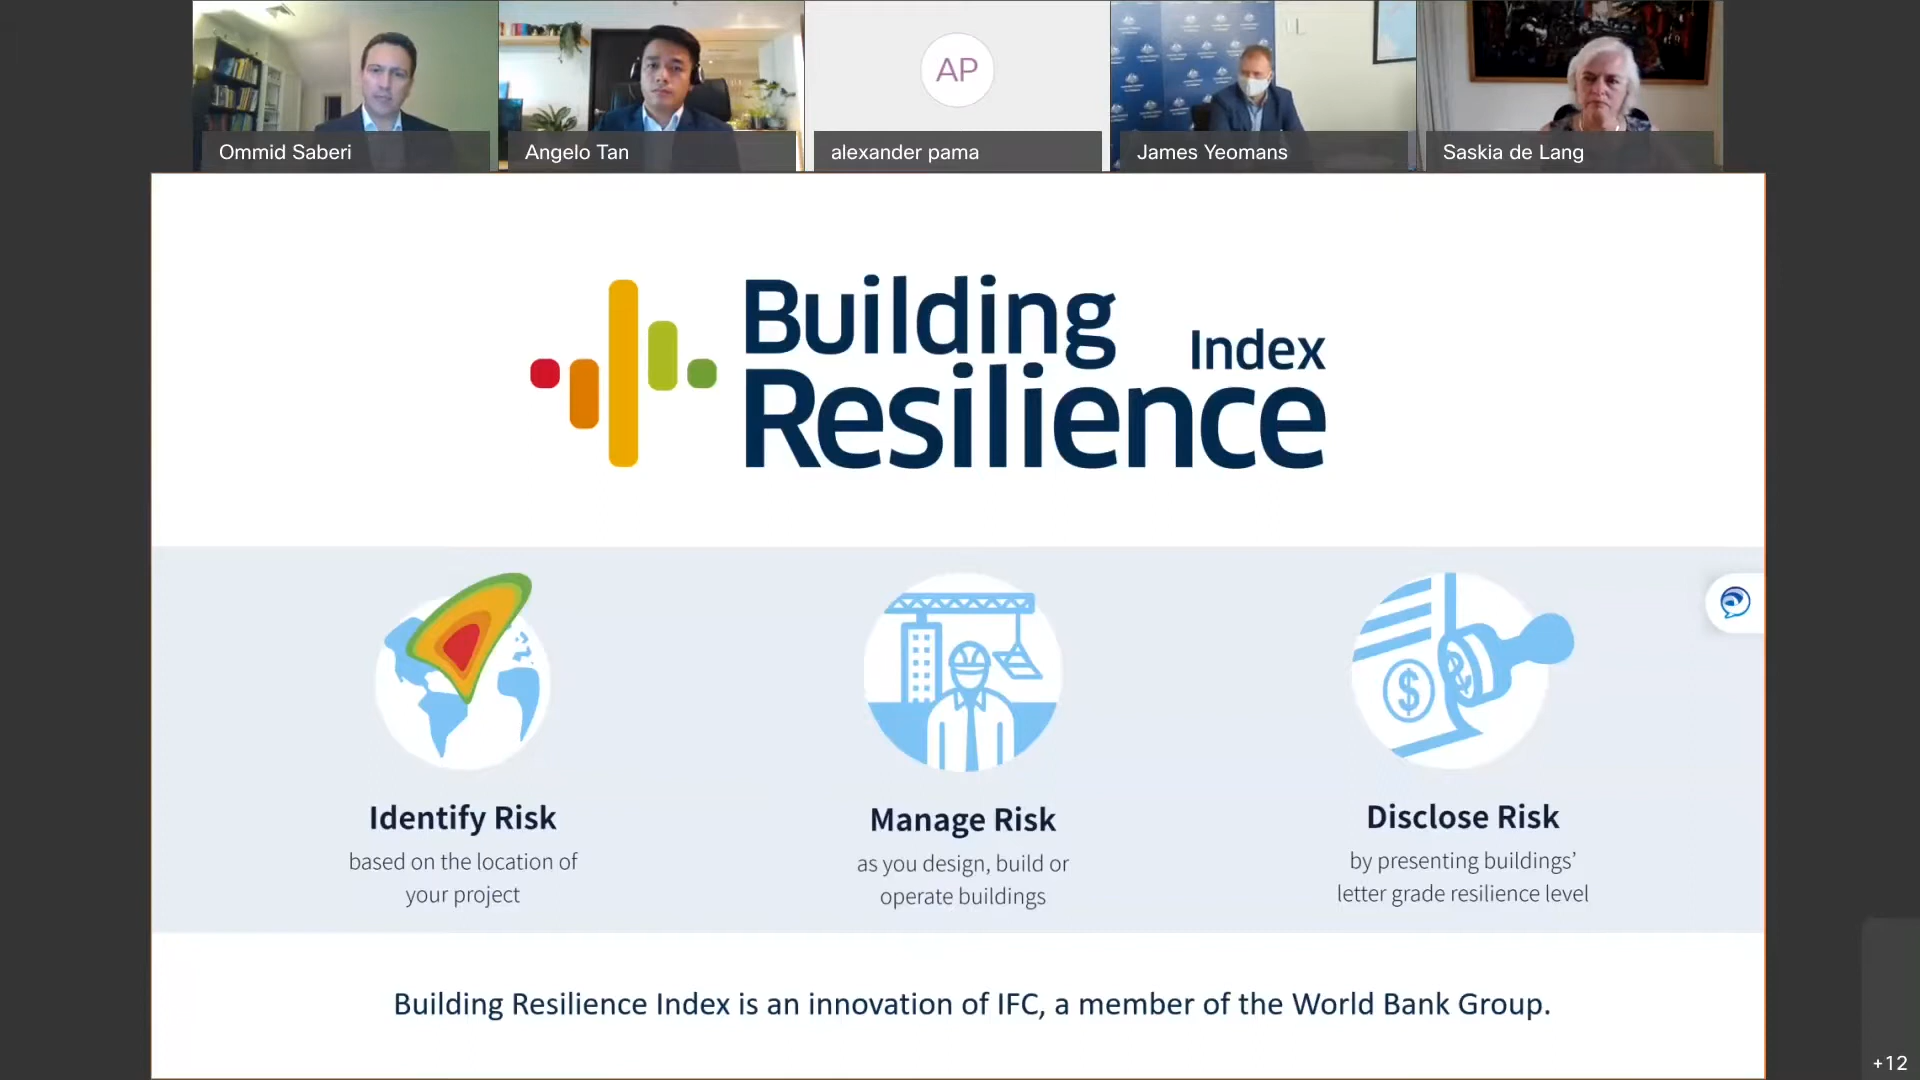 Ommid Saberi
Angelo Tan
AP
alexander pama
James Yeomans
Saskia de Lang
Building
Index
Resilience
$
Identify Risk
based on the location of
your project
Manage Risk
as you design, build or
operate buildings
Disclose Risk
by presenting buildings’
letter grade resilience level
Building Resilience Index is an innovation of IFC, a member of the World Bank Group.
+12